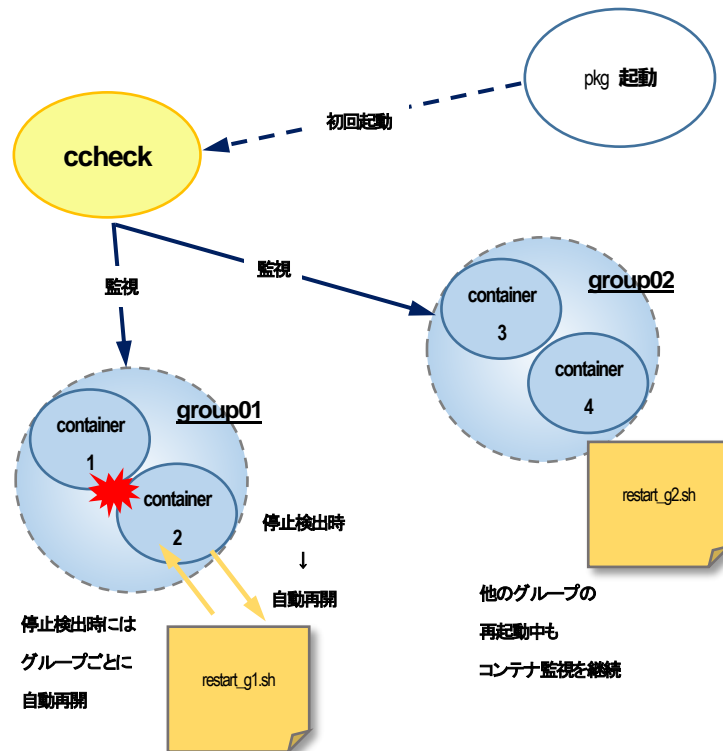 pkg 起動
初回起動
ccheck
監視
監視
group02
container
3
container
4
restart_g2.sh
group01
container
1
container
2
停止検出時
↓
自動再開
停止検出時には
グループごとに
自動再開
restart_g1.sh
他のグループの
再起動中も
コンテナ監視を継続